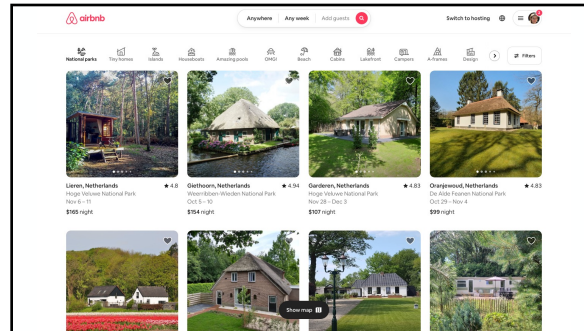 airbnb
Anywhere Any week Add guests
Switch to hosting
National parks Tiny homes Islands Houseboats Amazing pools OMG! Beach Cabins Lakefront Campers A-frames Design Filters
Lieren, Netherlands ★ 4.8
Hoge Veluwe National Park
Nov 6 – 11
$165 night
Giethoorn, Netherlands ★ 4.94
Weerribben-Wieden National Park
Oct 5 – 10
$154 night
Garderen, Netherlands ★ 4.83
Hoge Veluwe National Park
Nov 28 – Dec 3
$107 night
Oranjewoud, Netherlands ★ 4.83
De Alde Feanen National Park
Oct 29 – Nov 4
$99 night
Show map